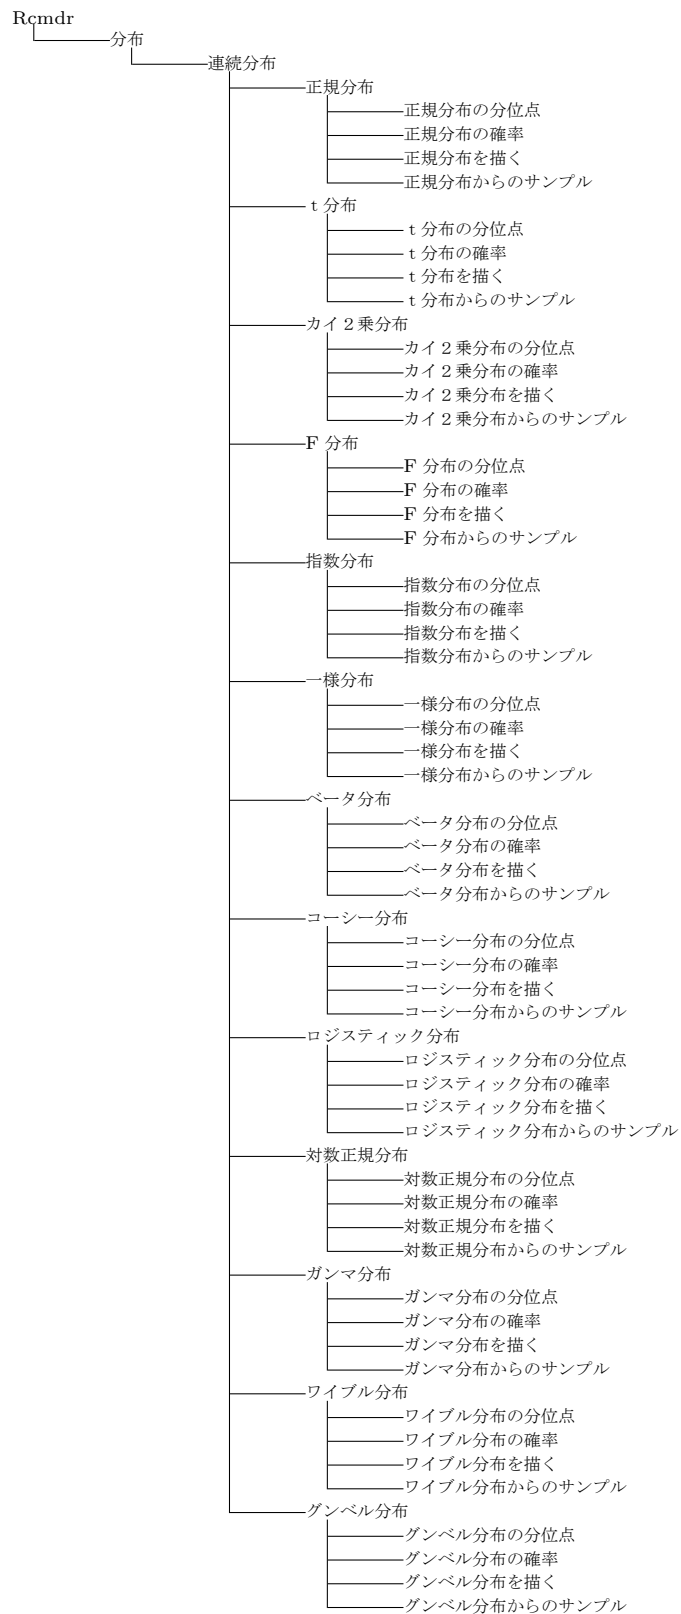 Rcmdr
分布
連続分布
正規分布
正規分布の分位点
正規分布の確率
正規分布を描く
正規分布からのサンプル
ｔ分布
ｔ分布の分位点
ｔ分布の確率
ｔ分布を描く
ｔ分布からのサンプル
カイ２乗分布
カイ２乗分布の分位点
カイ２乗分布の確率
カイ２乗分布を描く
カイ２乗分布からのサンプル
F 分布
F 分布の分位点
F 分布の確率
F 分布を描く
F 分布からのサンプル
指数分布
指数分布の分位点
指数分布の確率
指数分布を描く
指数分布からのサンプル
一様分布
一様分布の分位点
一様分布の確率
一様分布を描く
一様分布からのサンプル
ベータ分布
ベータ分布の分位点
ベータ分布の確率
ベータ分布を描く
ベータ分布からのサンプル
コーシー分布
コーシー分布の分位点
コーシー分布の確率
コーシー分布を描く
コーシー分布からのサンプル
ロジスティック分布
ロジスティック分布の分位点
ロジスティック分布の確率
ロジスティック分布を描く
ロジスティック分布からのサンプル
対数正規分布
対数正規分布の分位点
対数正規分布の確率
対数正規分布を描く
対数正規分布からのサンプル
ガンマ分布
ガンマ分布の分位点
ガンマ分布の確率
ガンマ分布を描く
ガンマ分布からのサンプル
ワイブル分布
ワイブル分布の分位点
ワイブル分布の確率
ワイブル分布を描く
ワイブル分布からのサンプル
グンベル分布
グンベル分布の分位点
グンベル分布の確率
グンベル分布を描く
グンベル分布からのサンプル